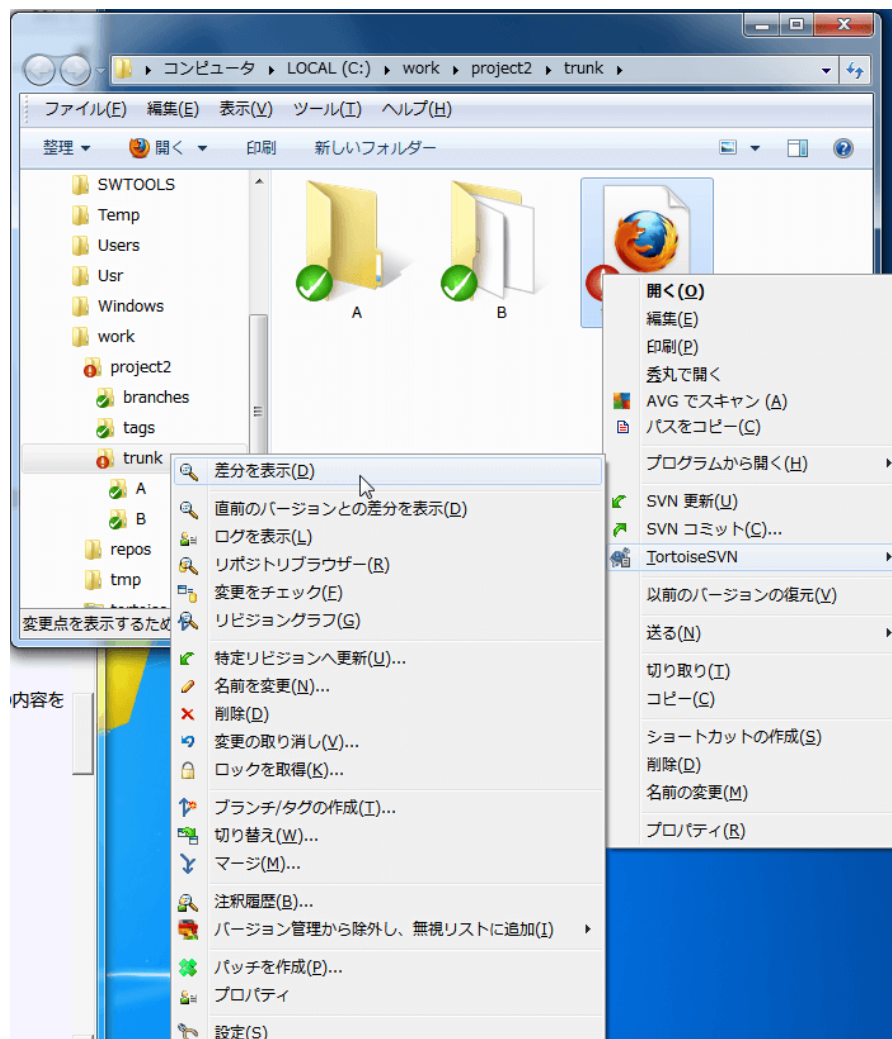 コンピュータ ▸ LOCAL (C:) ▸ work ▸ project2 ▸ trunk ▸
ファイル(F) 編集(E) 表示(V) ツール(T) ヘルプ(H)
整理 開く 印刷 新しいフォルダー
SWTOOLS
Temp
Users
Usr
Windows
work
project2
branches
tags
trunk
A
B
repos
tmp
変更点を表示するため
の内容を
A
B
開く(O)
編集(E)
印刷(P)
秀丸で開く
AVG でスキャン (A)
パスをコピー(C)
プログラムから開く(H)
SVN 更新(U)
SVN コミット(C)...
TortoiseSVN
以前のバージョンの復元(V)
送る(N)
切り取り(T)
コピー(C)
ショートカットの作成(S)
削除(D)
名前の変更(M)
プロパティ(R)
差分を表示(D)
直前のバージョンとの差分を表示(D)
ログを表示(L)
リポジトリブラウザー(R)
変更をチェック(F)
リビジョングラフ(G)
特定リビジョンへ更新(U)...
名前を変更(N)...
削除(D)
変更の取り消し(V)...
ロックを取得(K)...
ブランチ/タグの作成(T)...
切り替え(W)...
マージ(M)...
注釈履歴(B)...
バージョン管理から除外し、無視リストに追加(I)
パッチを作成(P)...
プロパティ
設定(S)